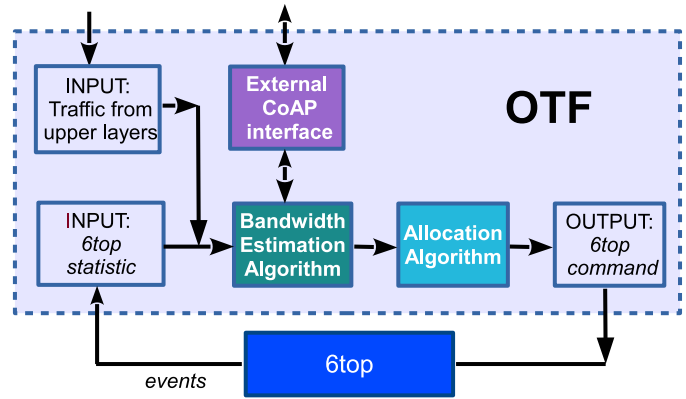 INPUT:
Traffic from
upper layers
External
CoAP
interface
OTF
INPUT:
6top
statistic
Bandwidth
Estimation
Algorithm
Allocation
Algorithm
OUTPUT:
6top
command
6top
events